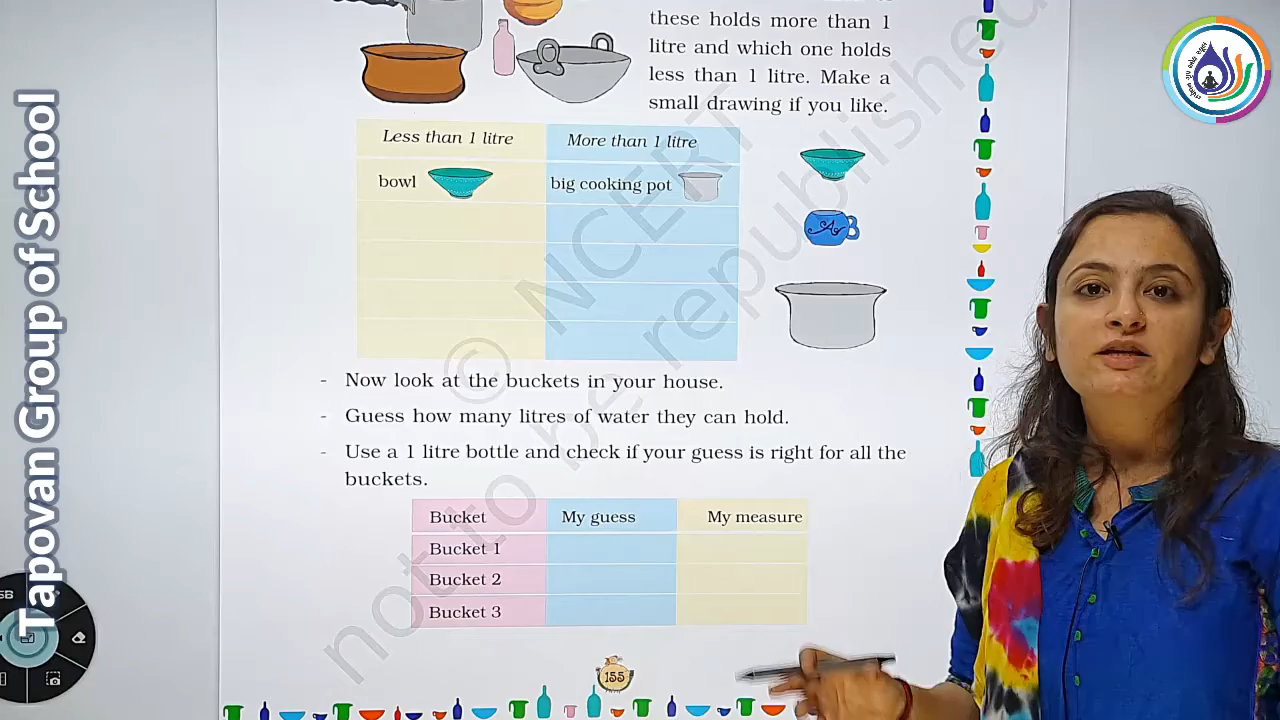 these holds more than 1
litre and which one holds
less than 1 litre. Make a
small drawing if you like.
Less than 1 litre
More than 1 litre
bowl
big cooking pot
- Now look at the buckets in your house.
- Guess how many litres of water they can hold.
- Use a 1 litre bottle and check if your guess is right for all the
buckets.
Bucket My guess My measure
Bucket 1
Bucket 2
Bucket 3
155
© NCERT
not to be republished
Tapovan Group of School